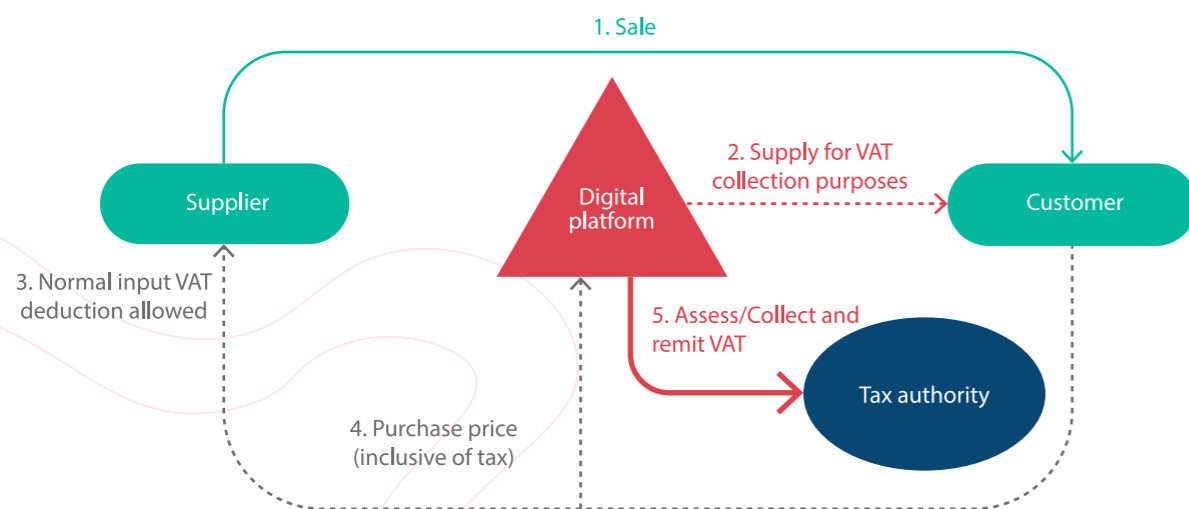 1. Sale
2. Supply for VAT
collection purposes
Supplier
Digital
platform
Customer
3. Normal input VAT
deduction allowed
5. Assess/Collect and
remit VAT
Tax authority
4. Purchase price
(inclusive of tax)